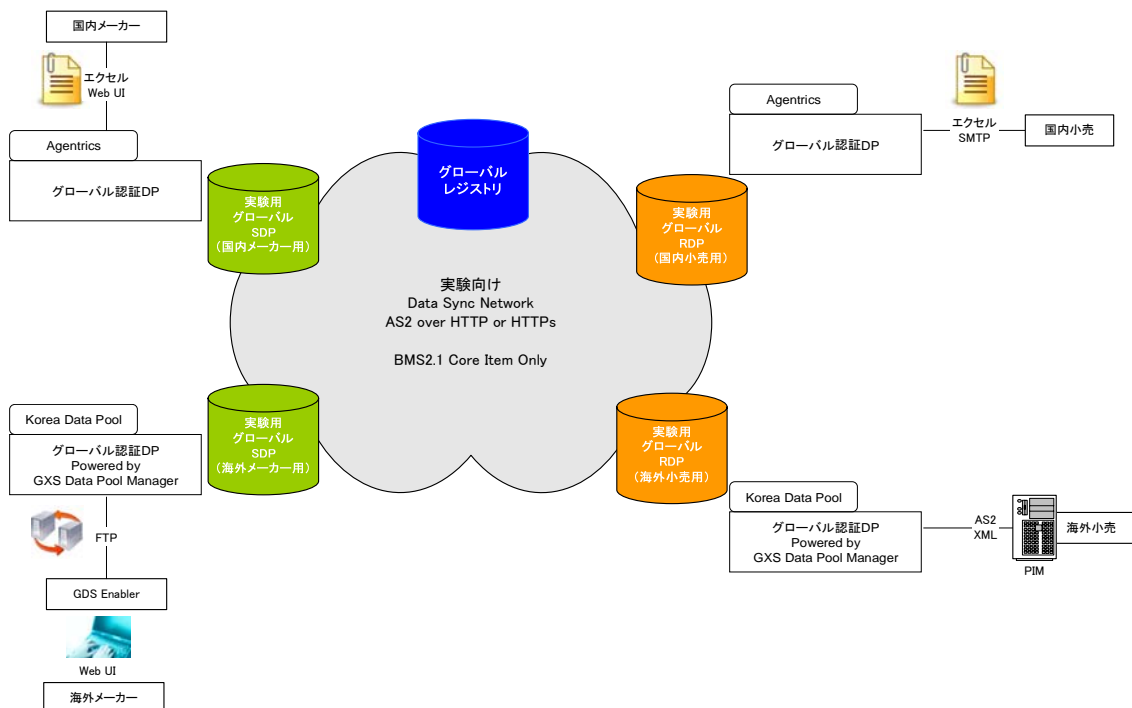 国内メーカー
エクセル
Web UI
Agentrics
グローバル認証DP
実験用
グローバル
SDP
(国内メーカー用)
グローバル
レジストリ
Agentrics
グローバル認証DP
エクセル
SMTP
国内小売
実験用
グローバル
RDP
(国内小売用)
実験向け
Data Sync Network
AS2 over HTTP or HTTPs
BMS2.1 Core Item Only
Korea Data Pool
グローバル認証DP
Powered by
GXS Data Pool Manager
実験用
グローバル
SDP
(海外メーカー用)
実験用
グローバル
RDP
(海外小売用)
FTP
GDS Enabler
Web UI
海外メーカー
Korea Data Pool
グローバル認証DP
Powered by
GXS Data Pool Manager
AS2
XML
PIM
海外小売